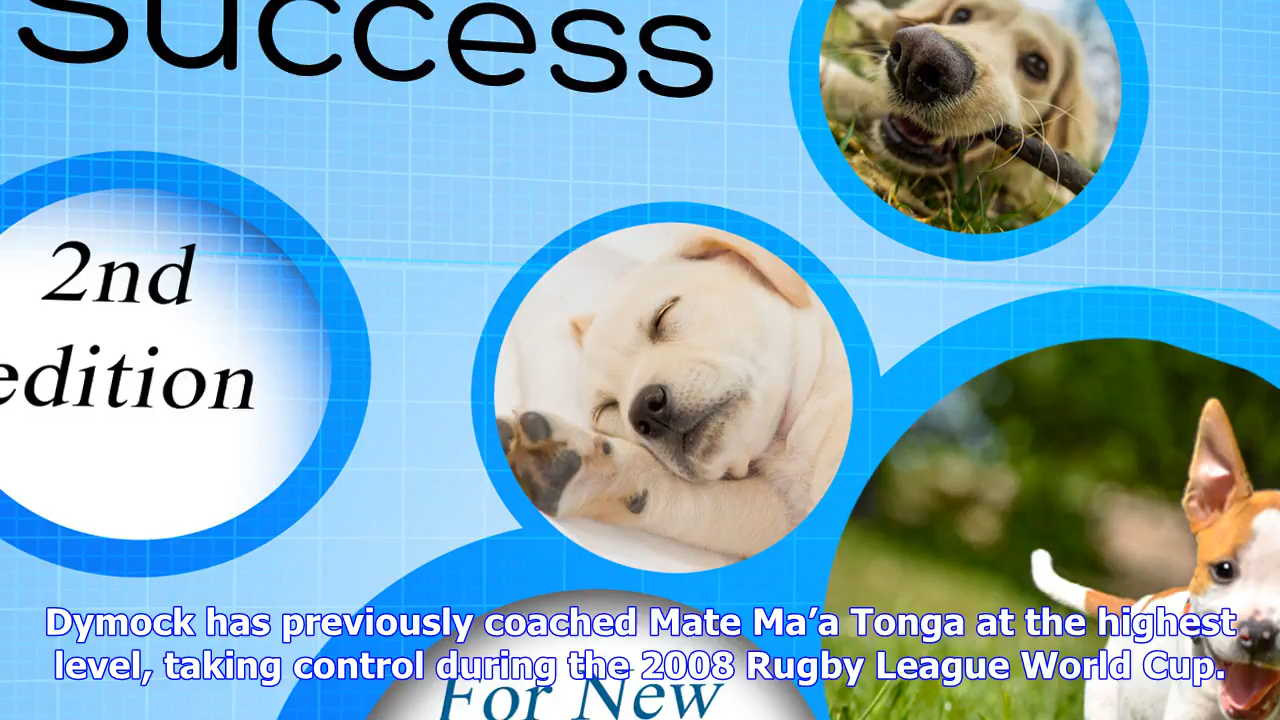 Success
2nd
edition
Dymock has previously coached Mate Ma’a Tonga at the highest
level, taking control during the 2008 Rugby League World Cup.
For New